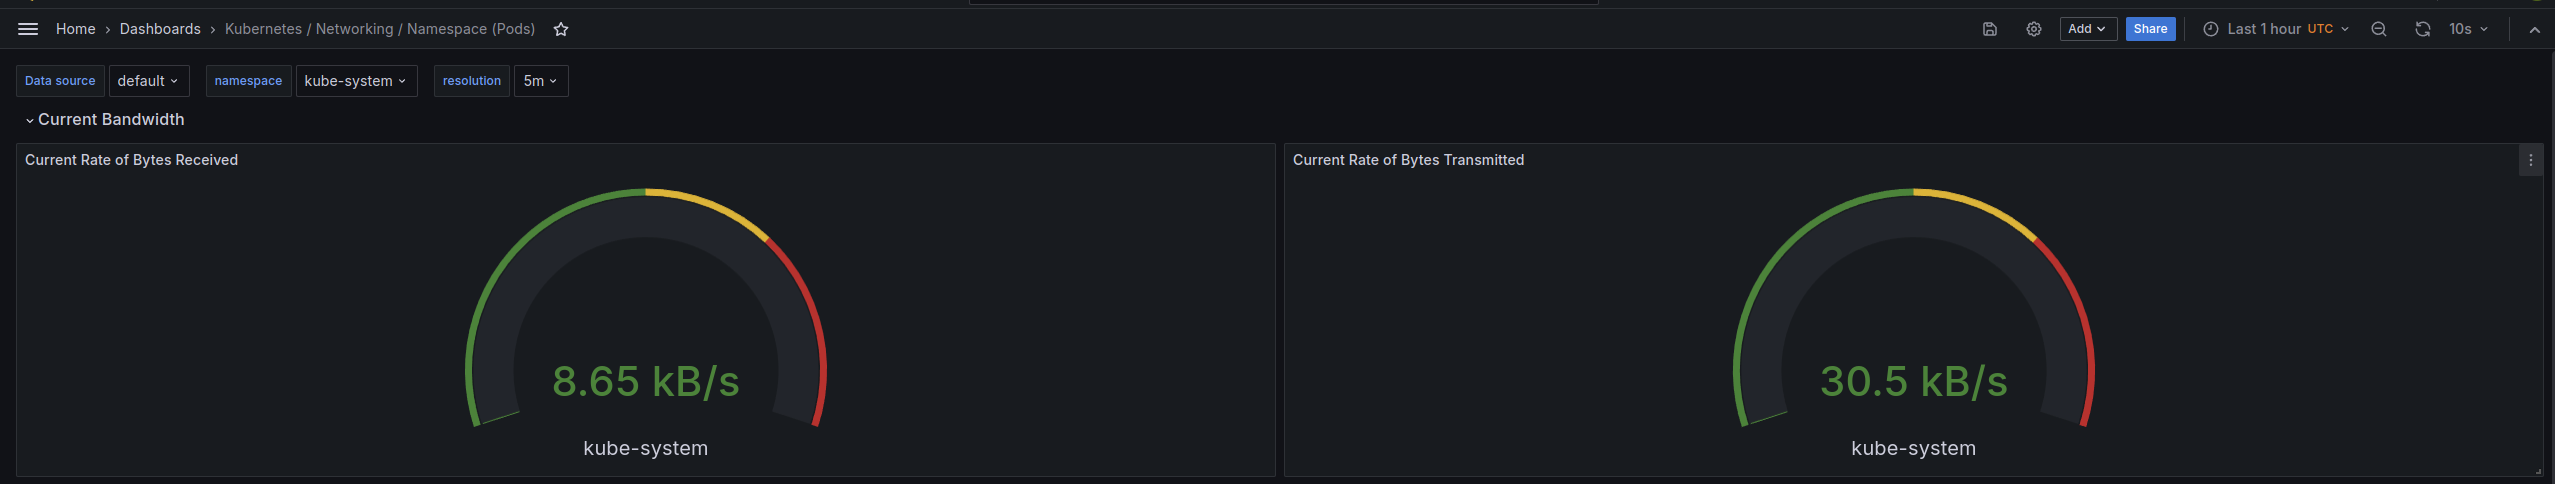 Home › Dashboards › Kubernetes / Networking / Namespace (Pods)
Add
Share
Last 1 hour UTC
10s
Data source default namespace kube-system resolution 5m
Current Bandwidth
Current Rate of Bytes Received
8.65 kB/s
kube-system
Current Rate of Bytes Transmitted
30.5 kB/s
kube-system